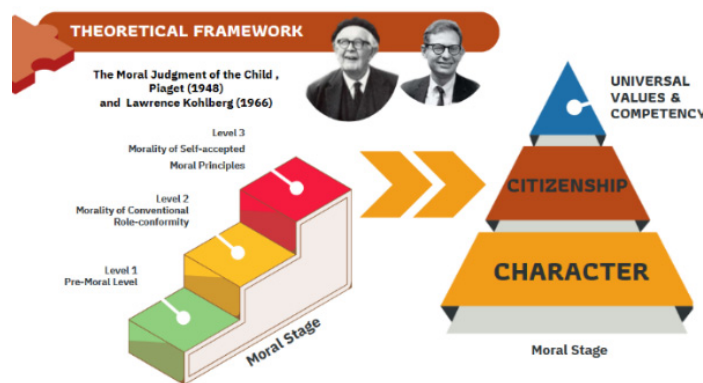 THEORETICAL FRAMEWORK
The Moral Judgment of the Child ,
Piaget (1948)
and Lawrence Kohlberg (1966)
Level 3
Morality of Self-accepted
Moral Principles
Level 2
Morality of Conventional
Role-conformity
Level 1
Pre-Moral Level
Moral Stage
UNIVERSAL
VALUES &
COMPETENCY
CITIZENSHIP
CHARACTER
Moral Stage